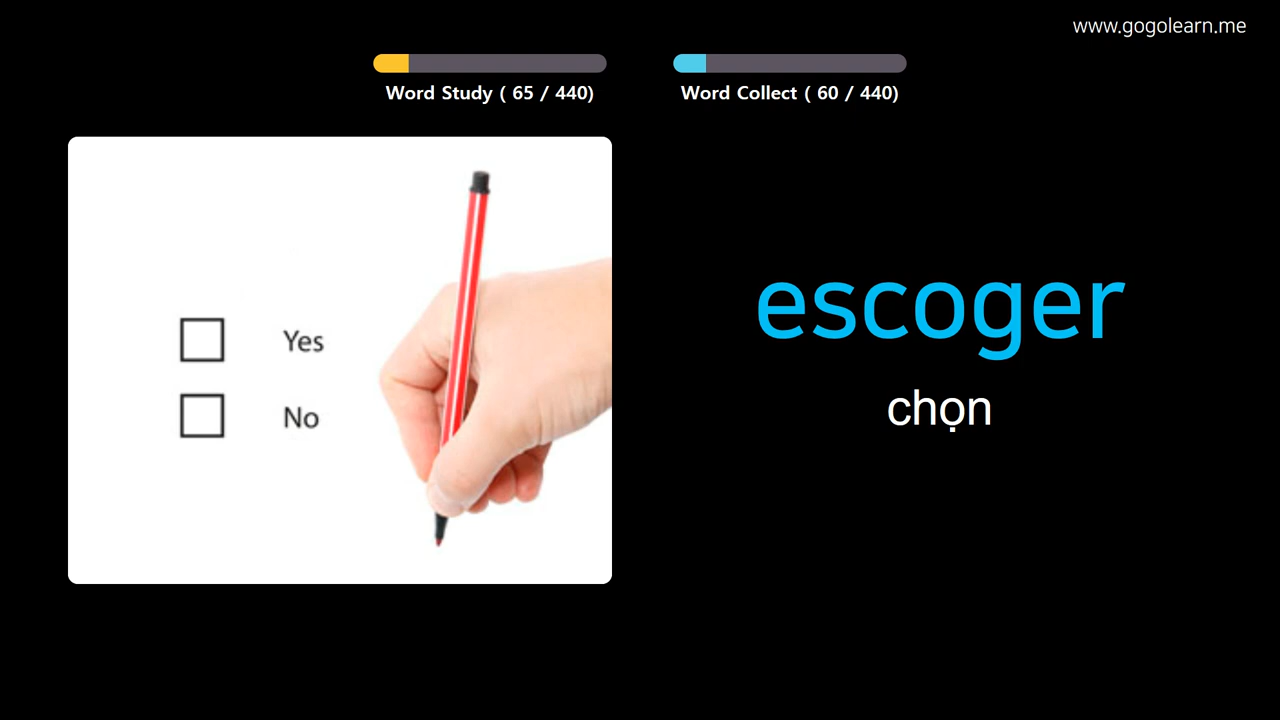 www.gogolearn.me
Word Study ( 65 / 440)
Word Collect ( 60 / 440)
Yes
No
escoger
chọn